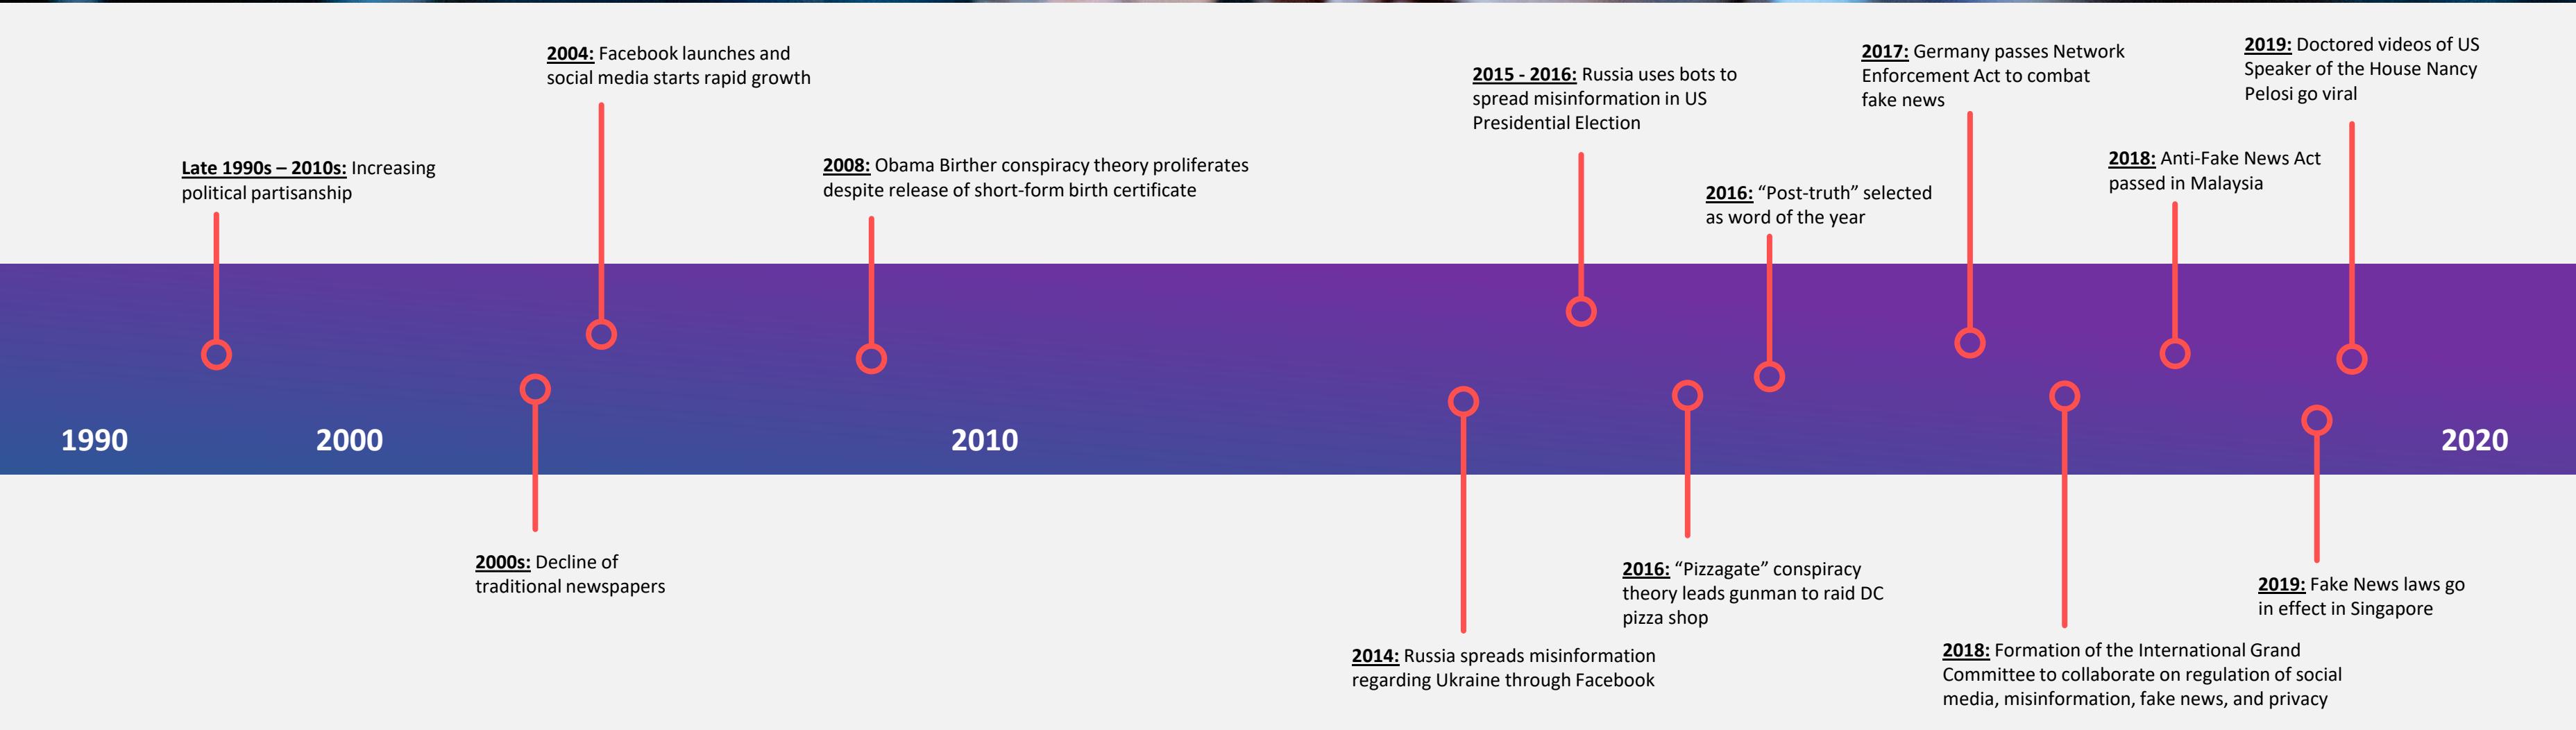 Late 1990s – 2010s: Increasing
political partisanship
2004: Facebook launches and
social media starts rapid growth
2008: Obama Birther conspiracy theory proliferates
despite release of short-form birth certificate
2015 - 2016: Russia uses bots to
spread misinformation in US
Presidential Election
2016: “Post-truth” selected
as word of the year
2017: Germany passes Network
Enforcement Act to combat
fake news
2018: Anti-Fake News Act
passed in Malaysia
2019: Doctored videos of US
Speaker of the House Nancy
Pelosi go viral
1990
2000
2010
2020
2000s: Decline of
traditional newspapers
2014: Russia spreads misinformation
regarding Ukraine through Facebook
2016: “Pizzagate” conspiracy
theory leads gunman to raid DC
pizza shop
2018: Formation of the International Grand
Committee to collaborate on regulation of social
media, misinformation, fake news, and privacy
2019: Fake News laws go
in effect in Singapore